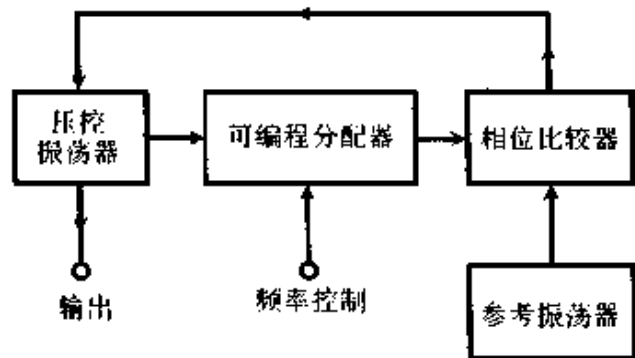 压控
振荡器
可编程分配器
相位比较器
输出
频率控制
参考振荡器